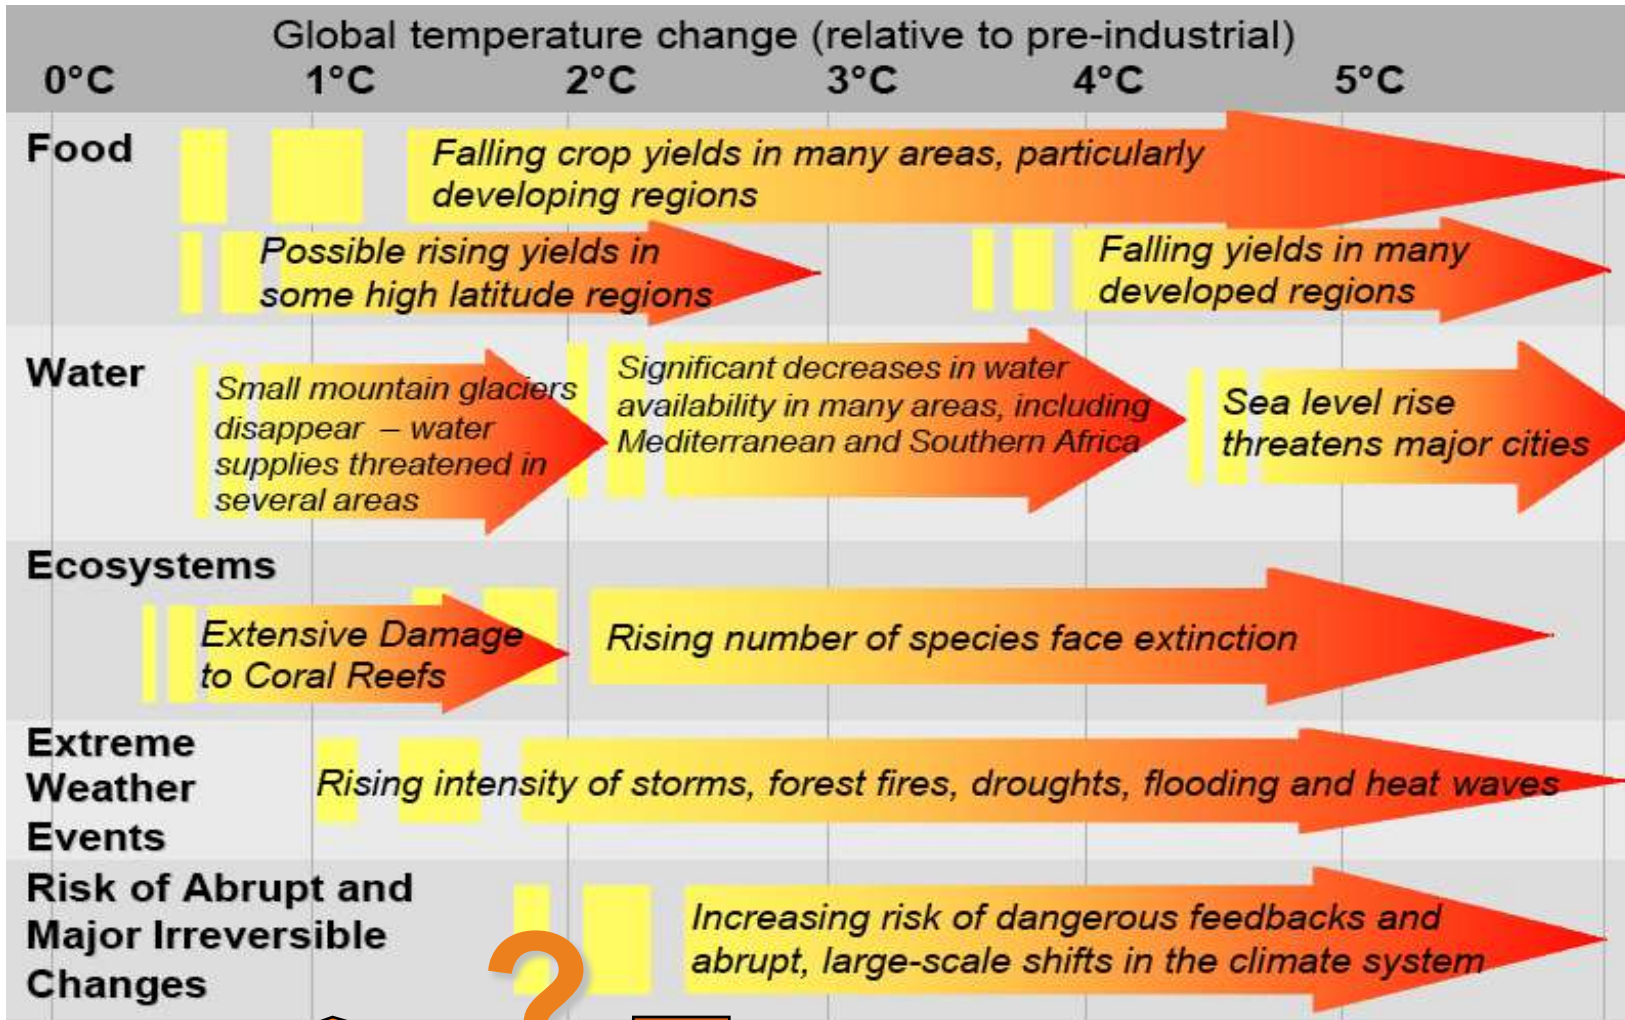 Global temperature change (relative to pre-industrial)
0°C 1°C 2°C 3°C 4°C 5°C
Food
Falling crop yields in many areas, particularly
developing regions
Possible rising yields in
some high latitude regions
Falling yields in many
developed regions
Water
Small mountain glaciers
disappear – water
supplies threatened in
several areas
Significant decreases in water
availability in many areas, including
Mediterranean and Southern Africa
Sea level rise
threatens major cities
Ecosystems
Extensive Damage
to Coral Reefs
Rising number of species face extinction
Extreme
Weather
Events
Rising intensity of storms, forest fires, droughts, flooding and heat waves
Risk of Abrupt and
Major Irreversible
Changes
Increasing risk of dangerous feedbacks and
abrupt, large-scale shifts in the climate system
?